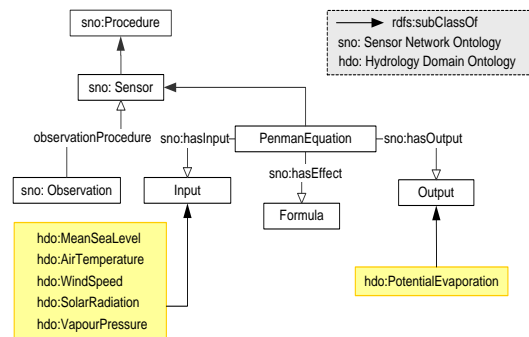 sno:Procedure
rdfs:subClassOf
sno: Sensor Network Ontology
hdo: Hydrology Domain Ontology
sno: Sensor
observationProcedure
sno:hasInput
PenmanEquation
sno:hasOutput
sno:hasEffect
sno: Observation
Input
Output
Formula
hdo:MeanSeaLevel
hdo:AirTemperature
hdo:WindSpeed
hdo:SolarRadiation
hdo:VapourPressure
hdo:PotentialEvaporation